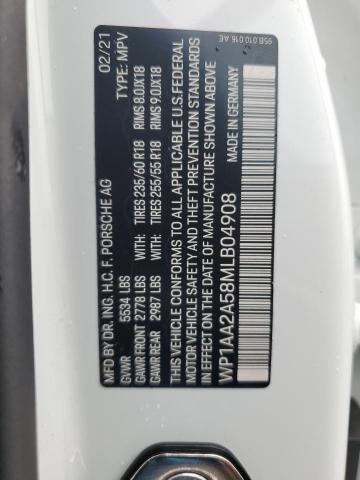 95B.010.016 AE
MFD BY DR. ING. H.C. F. PORSCHE AG 02/21
GVWR 5534 LBS TYPE: MPV
GAWR FRONT 2778 LBS WITH: TIRES 235/60 R18 RIMS 8.0JX18
GAWR REAR 2987 LBS WITH: TIRES 255/55 R18 RIMS 9.0JX18
THIS VEHICLE CONFORMS TO ALL APPLICABLE U.S. FEDERAL
MOTOR VEHICLE SAFETY AND THEFT PREVENTION STANDARDS
IN EFFECT ON THE DATE OF MANUFACTURE SHOWN ABOVE
WP1AA2A58MLB04908 MADE IN GERMANY